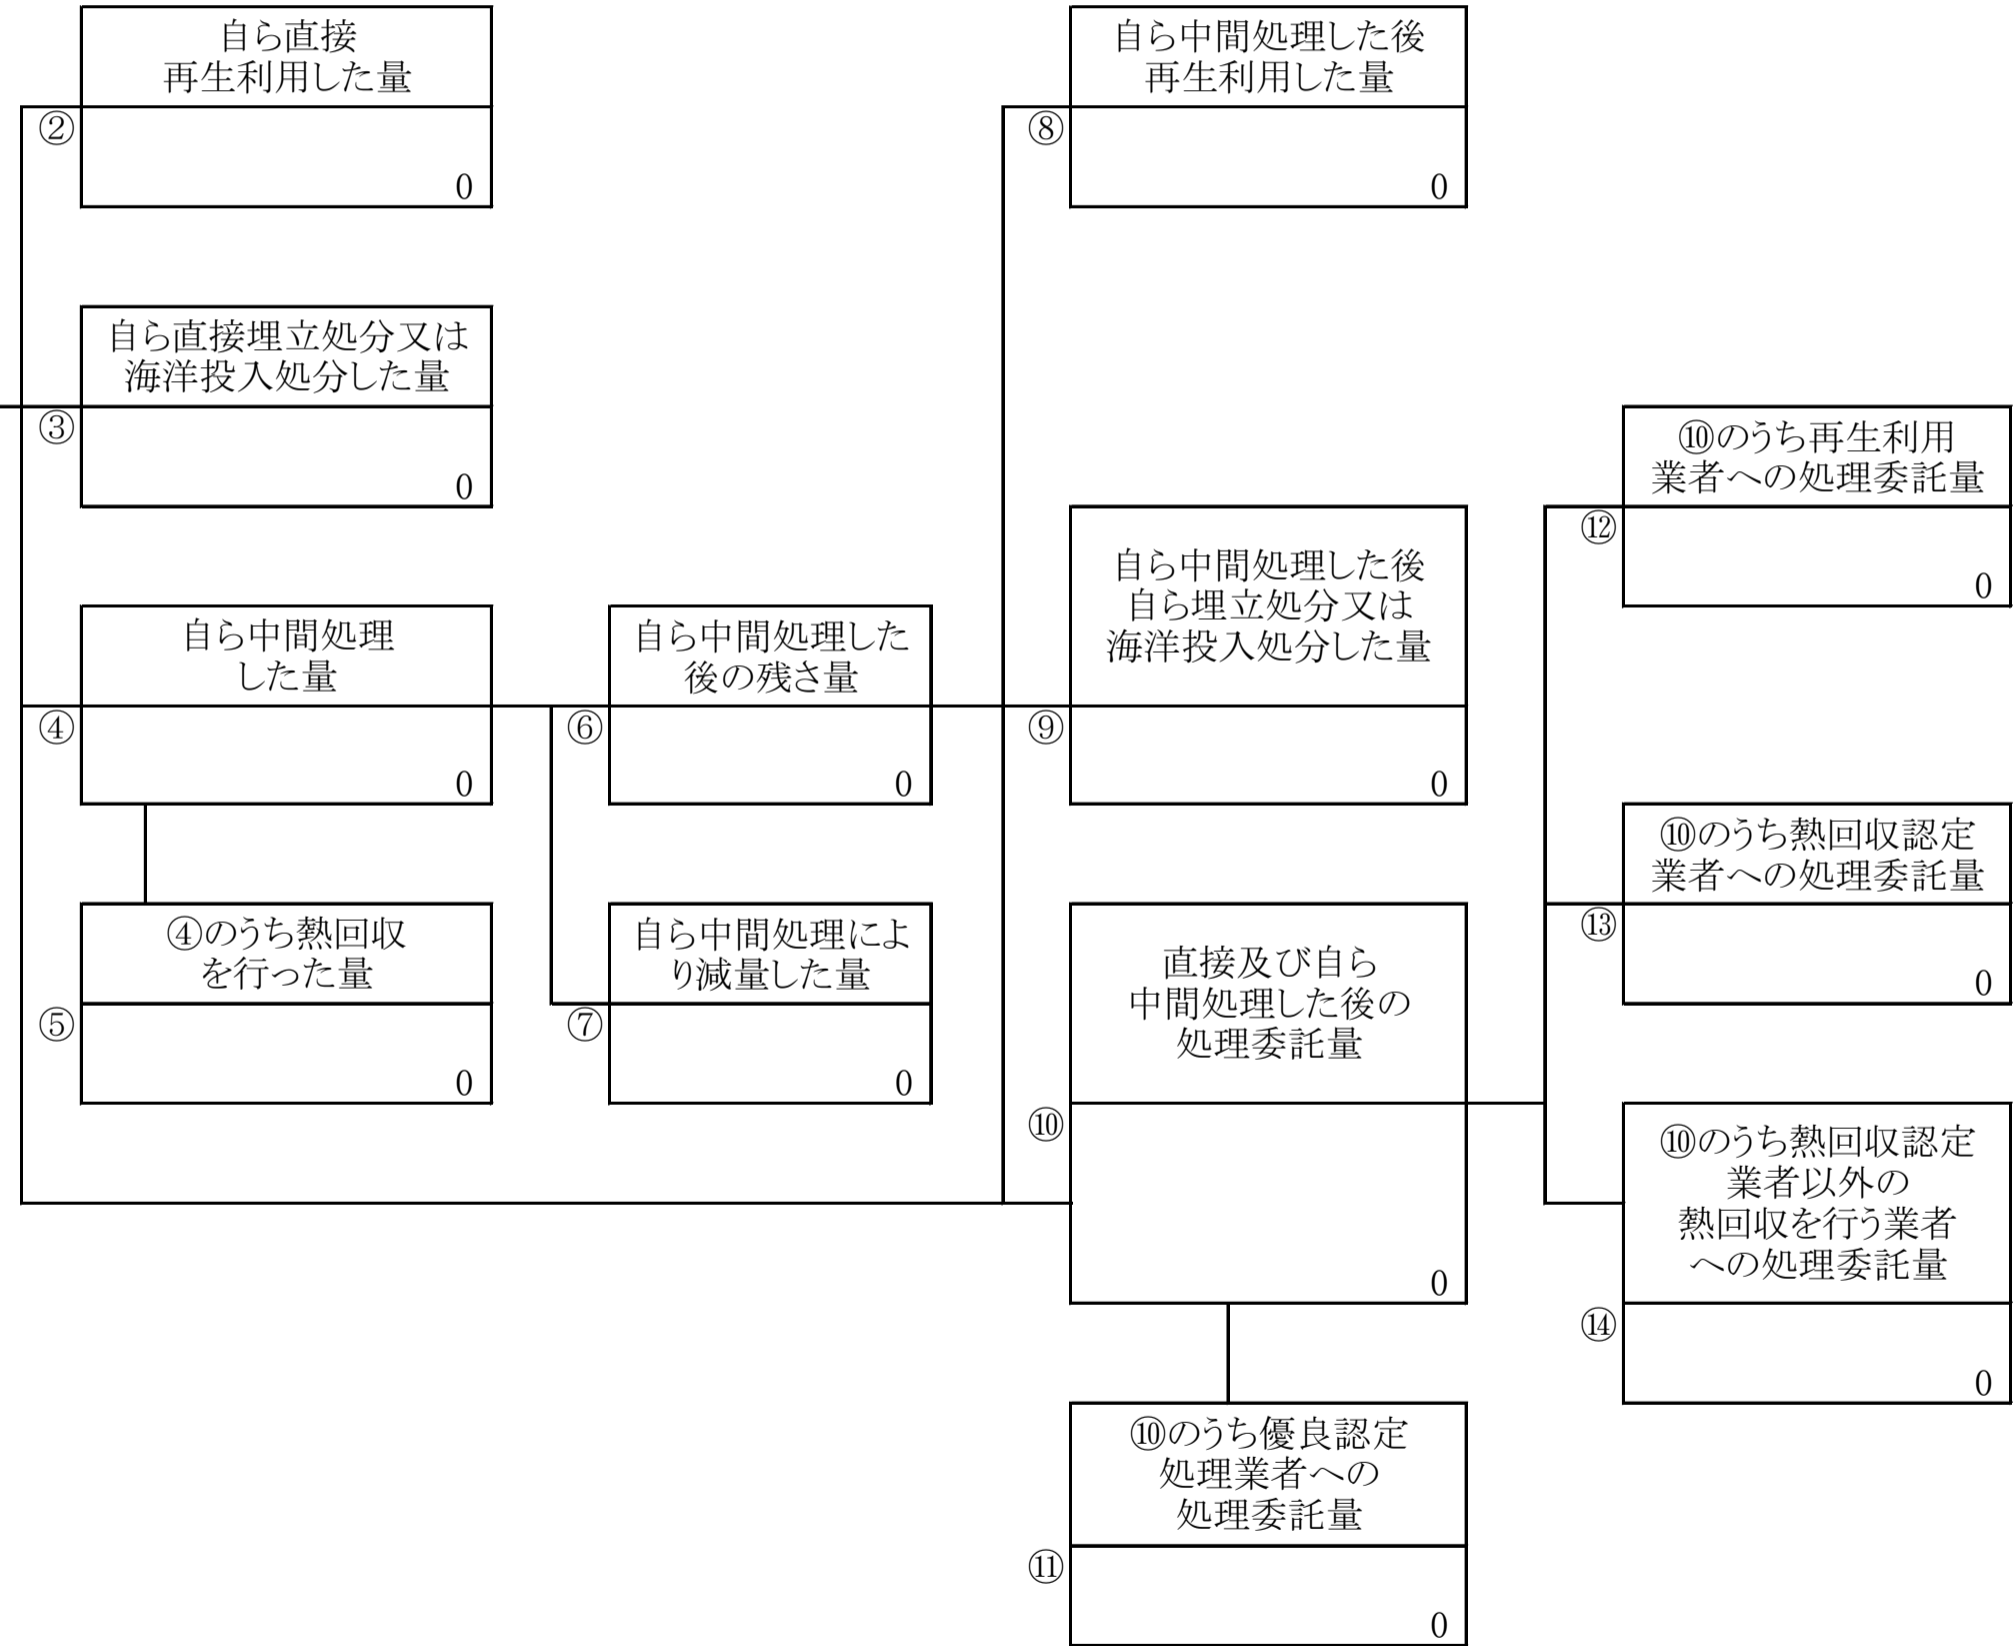 自ら直接
再生利用した量
②
0
自ら直接埋立処分又は
海洋投入処分した量
③
0
自ら中間処理
した量
④
0
④のうち熱回収
を行った量
⑤
0
自ら中間処理した
後の残さ量
⑥
0
自ら中間処理によ
り減量した量
⑦
0
自ら中間処理した後
再生利用した量
⑧
0
自ら中間処理した後
自ら埋立処分又は
海洋投入処分した量
⑨
0
直接及び自ら
中間処理した後の
処理委託量
⑩
0
⑩のうち優良認定
処理業者への
処理委託量
⑪
0
⑩のうち再生利用
業者への処理委託量
⑫
0
⑩のうち熱回収認定
業者への処理委託量
⑬
0
⑩のうち熱回収認定
業者以外の
熱回収を行う業者
への処理委託量
⑭
0